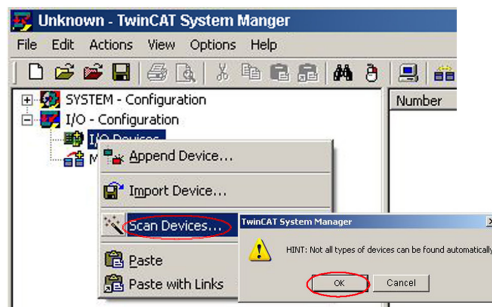 Unknown - TwinCAT System Manger
File Edit Actions View Options Help
SYSTEM - Configuration
Number
I/O - Configuration
I/O Devices
M
Append Device...
Import Device...
Scan Devices...
Paste
Paste with Links
TwinCAT System Manager
HINT: Not all types of devices can be found automatically
OK Cancel